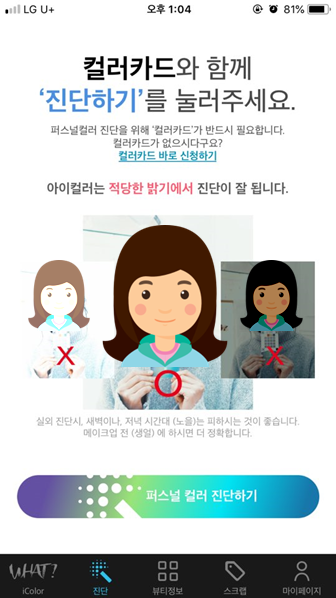 LG U+ 오후 1:04 81%
컬러카드와 함께
‘진단하기’를 눌러주세요.
퍼스널컬러 진단을 위해 ‘컬러카드’가 반드시 필요합니다.
컬러카드가 없으시다구요?
컬러카드 바로 신청하기
아이컬러는 적당한 밝기에서 진단이 잘 됩니다.
X O X
실외 진단시, 새벽이나, 저녁 시간대 (노을)는 피하시는 것이 좋습니다.
메이크업 전 (생얼) 에 하시면 더 정확합니다.
퍼스널 컬러 진단하기
WHAT?
iColor 진단 뷰티정보 스크랩 마이페이지